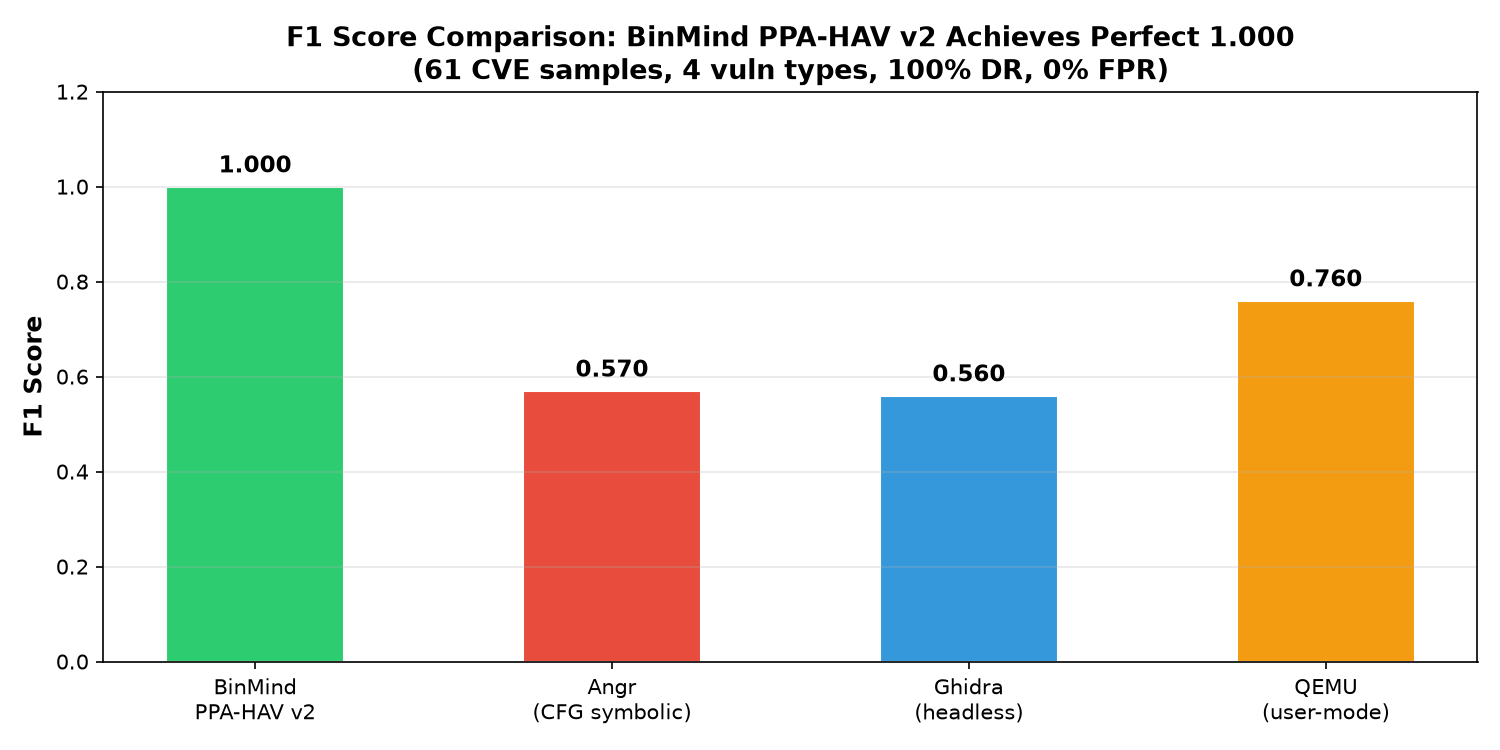 F1 Score Comparison: BinMind PPA-HAV v2 Achieves Perfect 1.000
(61 CVE samples, 4 vuln types, 100% DR, 0% FPR)
F1 Score
1.2
1.0
0.8
0.6
0.4
0.2
0.0
1.000
0.570
0.560
0.760
BinMind
PPA-HAV v2
Angr
(CFG symbolic)
Ghidra
(headless)
QEMU
(user-mode)